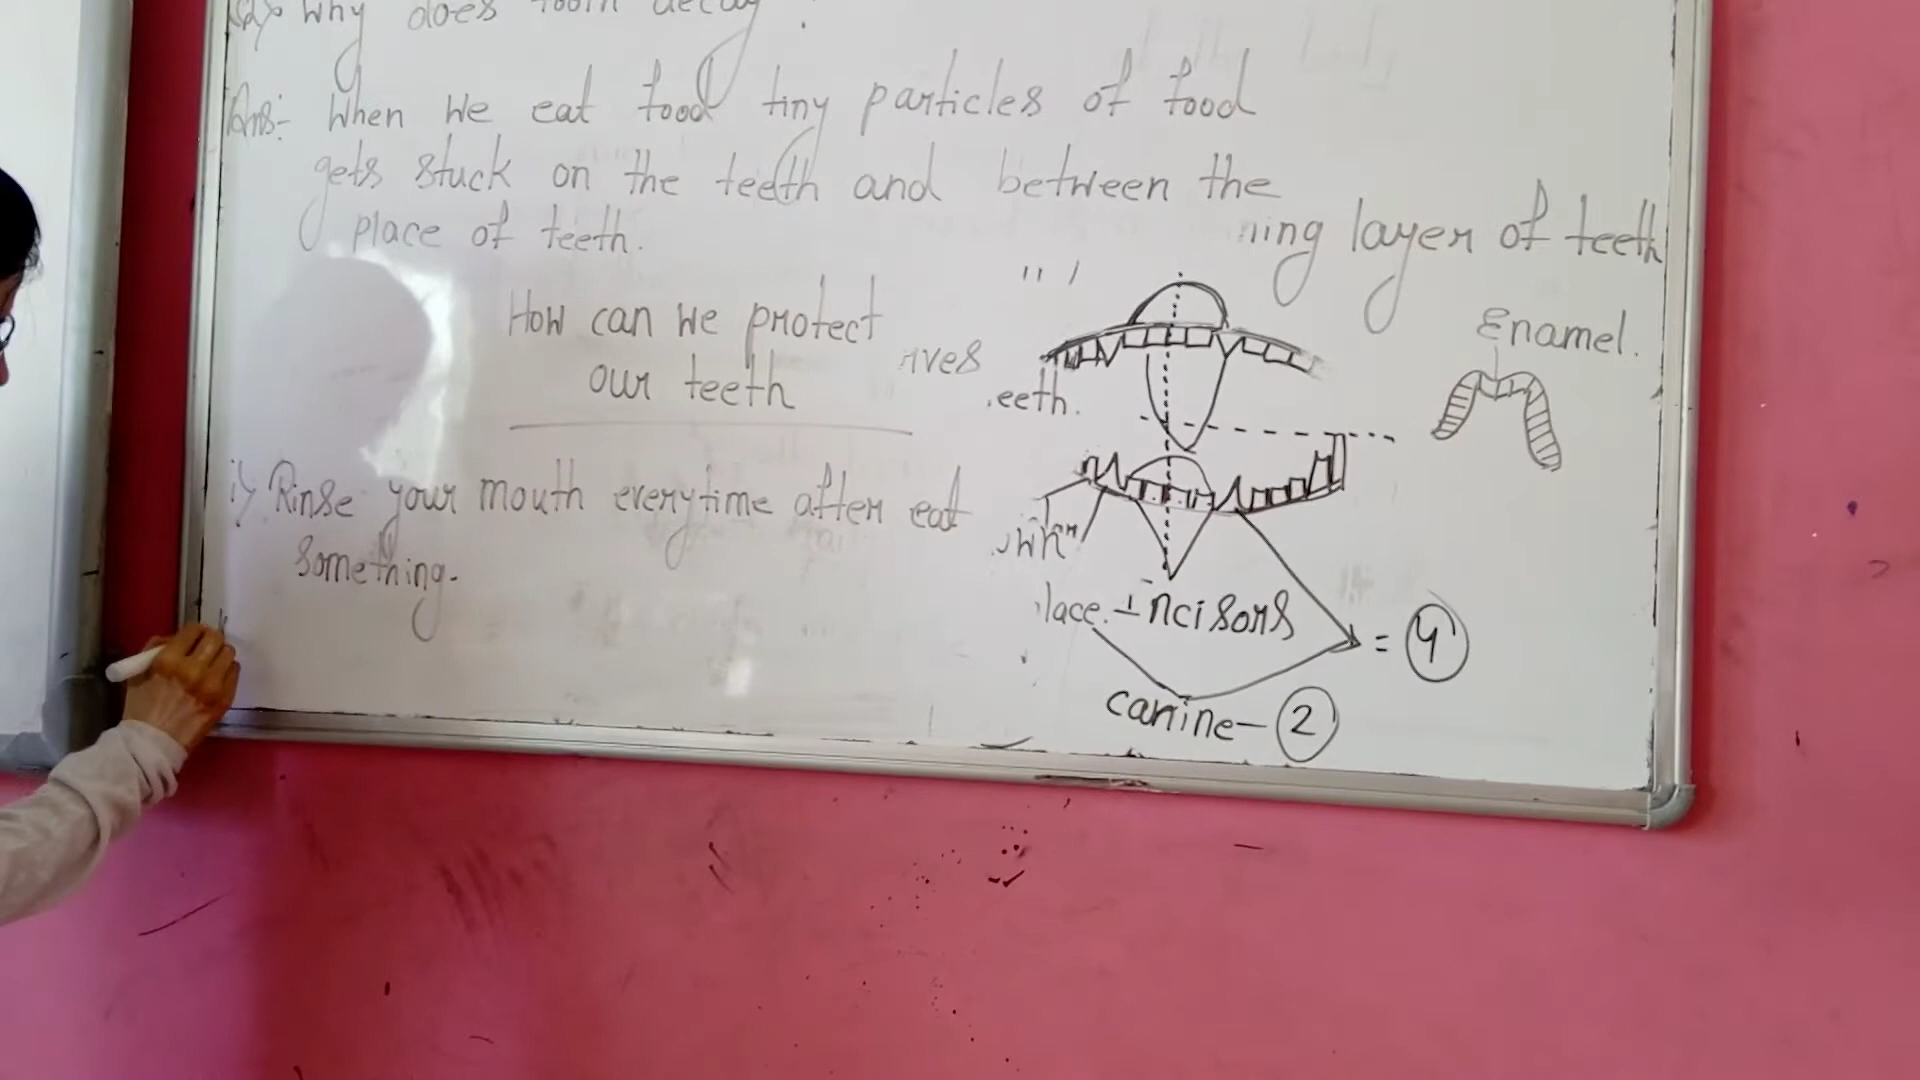 Why does tooth decay?
Ans:- When we eat food tiny particles of food
gets stuck on the teeth and between the
place of teeth.
ning layer of teeth
How can we protect
our teeth
rves
eeth.
Enamel.
i) Rinse your mouth everytime after eat
something.
lace.
Incisors
= 4
canine- 2